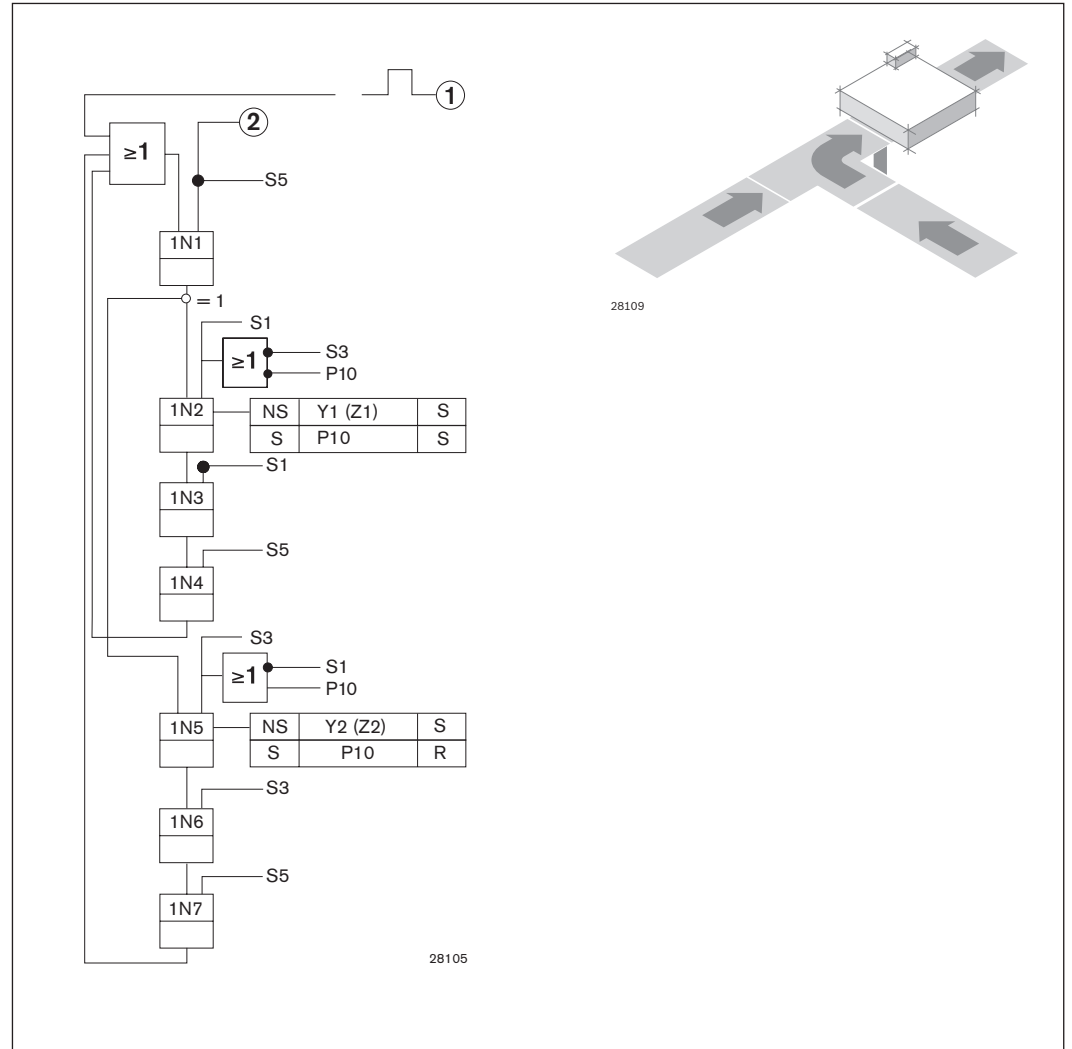 1
≥1
2
S5
1N1
= 1
S1
≥1
S3
P10
1N2
NS Y1 (Z1) S
S P10 S
S1
1N3
S5
1N4
S3
≥1
S1
P10
1N5
NS Y2 (Z2) S
S P10 R
S3
1N6
S5
1N7
28105
28109